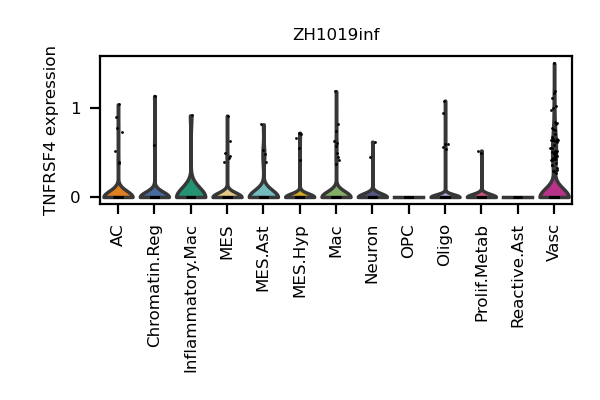 ZH1019inf
TNFRSF4 expression
1
0
AC
Chromatin.Reg
Inflammatory.Mac
MES
MES.Ast
MES.Hyp
Mac
Neuron
OPC
Oligo
Prolif.Metab
Reactive.Ast
Vasc